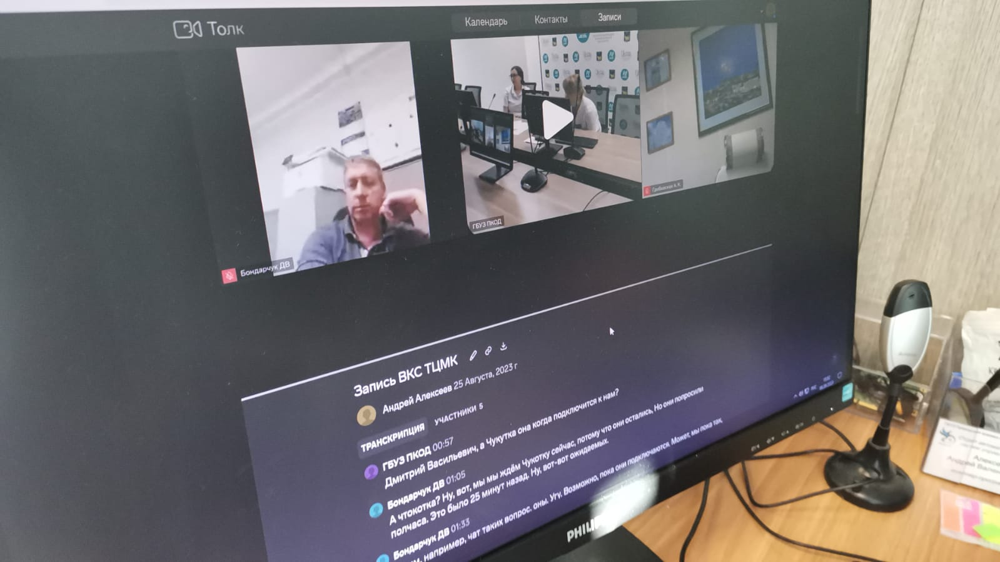 Толк
Календарь
Контакты
Записи
Бондарчук ДВ
ГБУЗ ПКОД
Запись ВКС ТЦМК
Андрей Алексеев 25 Августа, 2023 г
ТРАНСКРИПЦИЯ
УЧАСТНИКИ 5
ГБУЗ ПКОД 00:57
Дмитрий Васильевич, а Чукутка она когда подключится к нам?
Бондарчук ДВ 01:05
А чтокотка? Ну, вот, мы мы ждём Чукотку сейчас, потому что они остались, Но они попросили
полчаса. Это было 25 минут назад. Ну, вот-вот ожидаемых.
Бондарчук ДВ 01:33
например, чат таких вопрос. оны. Угу. Возможно, пока они подключаются. Может, мы пока так,
PHILI